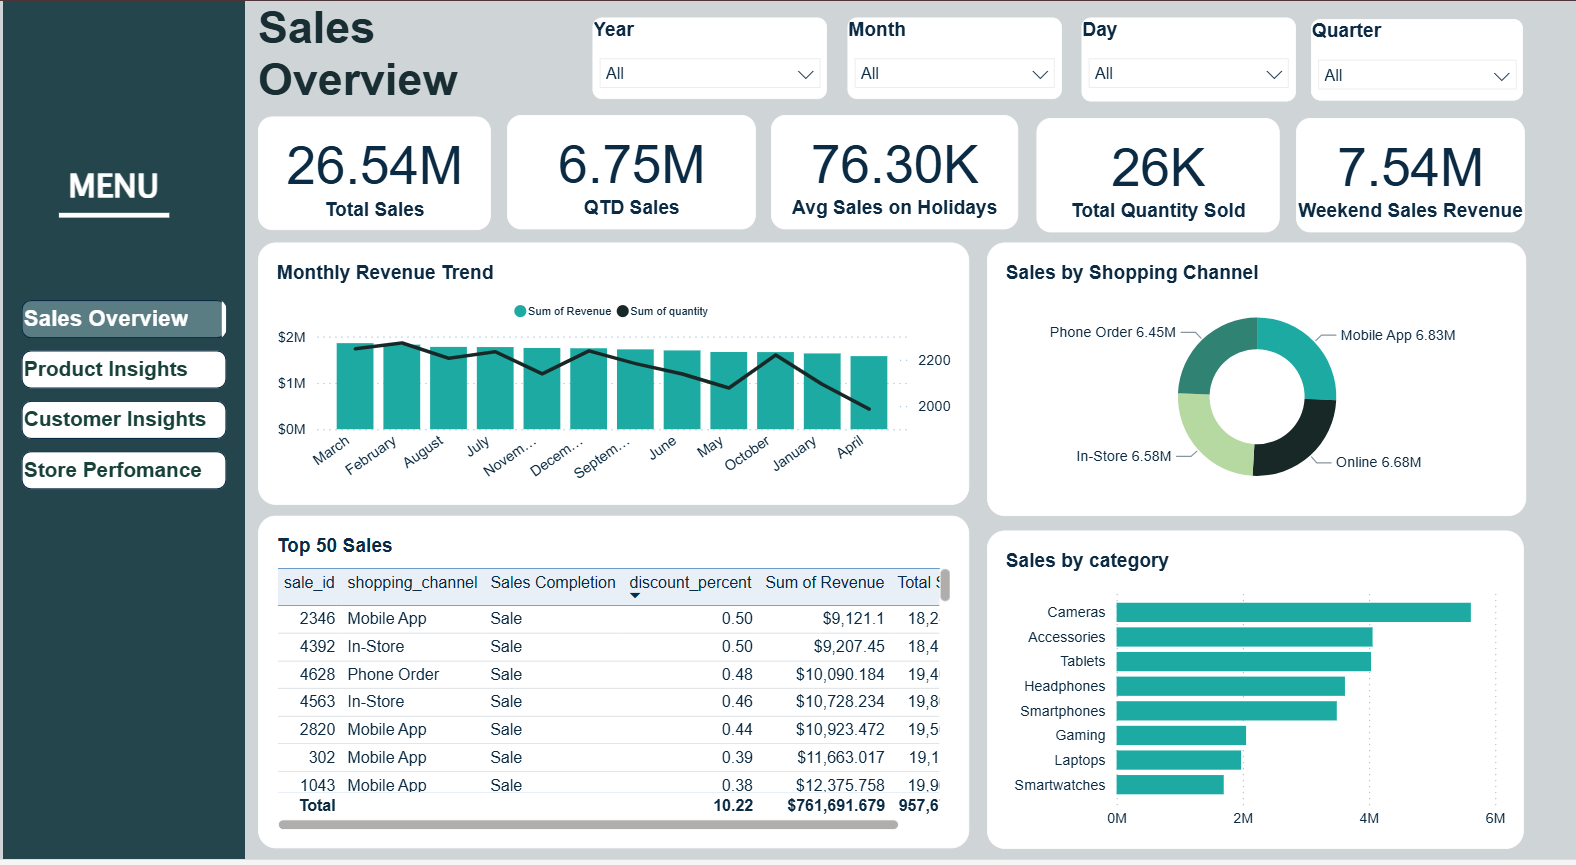 MENU
Sales Overview
Product Insights
Customer Insights
Store Perfomance
Sales
Overview
Year
All
Month
All
Day
All
Quarter
All
26.54M
Total Sales
6.75M
QTD Sales
76.30K
Avg Sales on Holidays
26K
Total Quantity Sold
7.54M
Weekend Sales Revenue
Monthly Revenue Trend
Sum of Revenue Sum of quantity
$2M
$1M
$0M
2200
2000
March
February
August
July
Novem...
Decem...
Septem...
June
May
October
January
April
Sales by Shopping Channel
Phone Order 6.45M
Mobile App 6.83M
In-Store 6.58M
Online 6.68M
Top 50 Sales
sale_id shopping_channel Sales Completion discount_percent Sum of Revenue Total S
2346 Mobile App Sale 0.50 $9,121.1 18,2
4392 In-Store Sale 0.50 $9,207.45 18,4
4628 Phone Order Sale 0.48 $10,090.184 19,4
4563 In-Store Sale 0.46 $10,728.234 19,8
2820 Mobile App Sale 0.44 $10,923.472 19,5
302 Mobile App Sale 0.39 $11,663.017 19,1
1043 Mobile App Sale 0.38 $12,375.758 19,9
Total 10.22 $761,691.679 957,6
Sales by category
Cameras
Accessories
Tablets
Headphones
Smartphones
Gaming
Laptops
Smartwatches
0M 2M 4M 6M